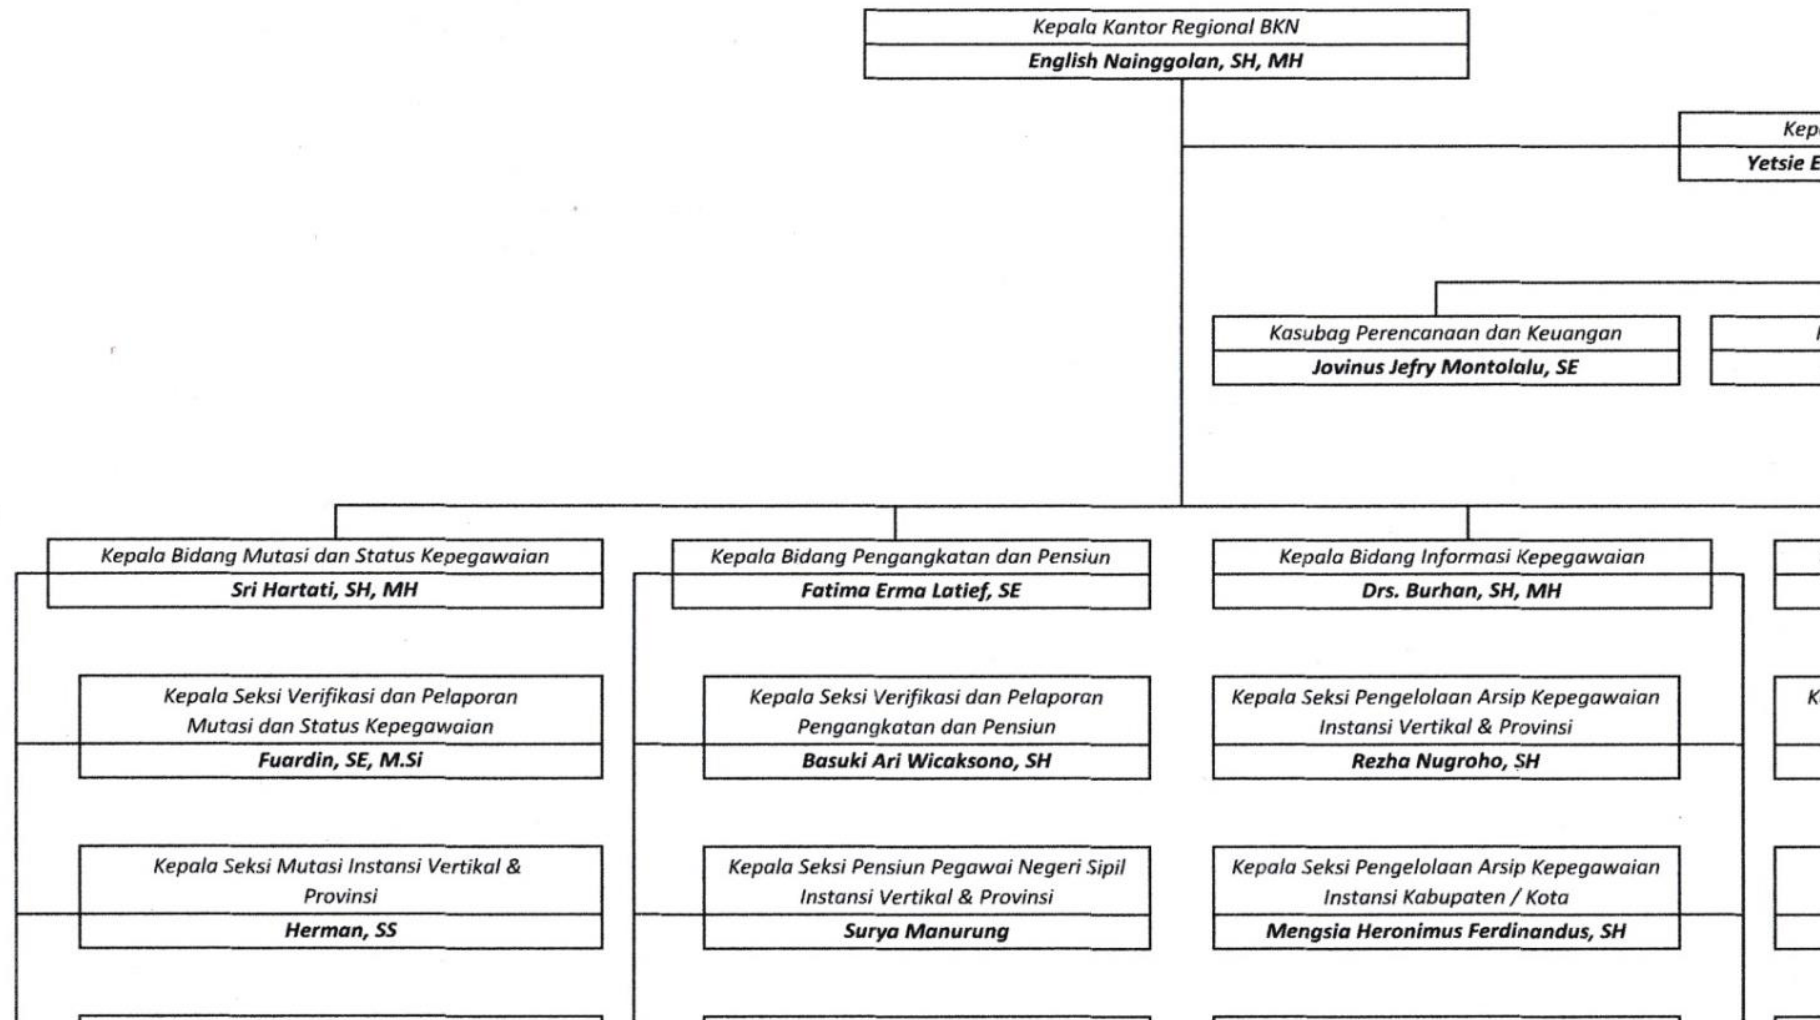 Kepala Kantor Regional BKN
English Nainggolan, SH, MH
Yetsie
Kasubag Perencanaan dan Keuangan
Jovinus Jefry Montolalu, SE
Kepala Bidang Mutasi dan Status Kepegawaian
Sri Hartati, SH, MH
Kepala Bidang Pengangkatan dan Pensiun
Fatima Erma Latief, SE
Kepala Bidang Informasi Kepegawaian
Drs. Burhan, SH, MH
Kepala Seksi Verifikasi dan Pelaporan
Mutasi dan Status Kepegawaian
Fuardin, SE, M.Si
Kepala Seksi Verifikasi dan Pelaporan
Pengangkatan dan Pensiun
Basuki Ari Wicaksono, SH
Kepala Seksi Pengelolaan Arsip Kepegawaian
Instansi Vertikal & Provinsi
Rezha Nugroho, SH
Kepala Seksi Mutasi Instansi Vertikal &
Provinsi
Herman, SS
Kepala Seksi Pensiun Pegawai Negeri Sipil
Instansi Vertikal & Provinsi
Surya Manurung
Kepala Seksi Pengelolaan Arsip Kepegawaian
Instansi Kabupaten / Kota
Mengsia Heronimus Ferdinandus, SH